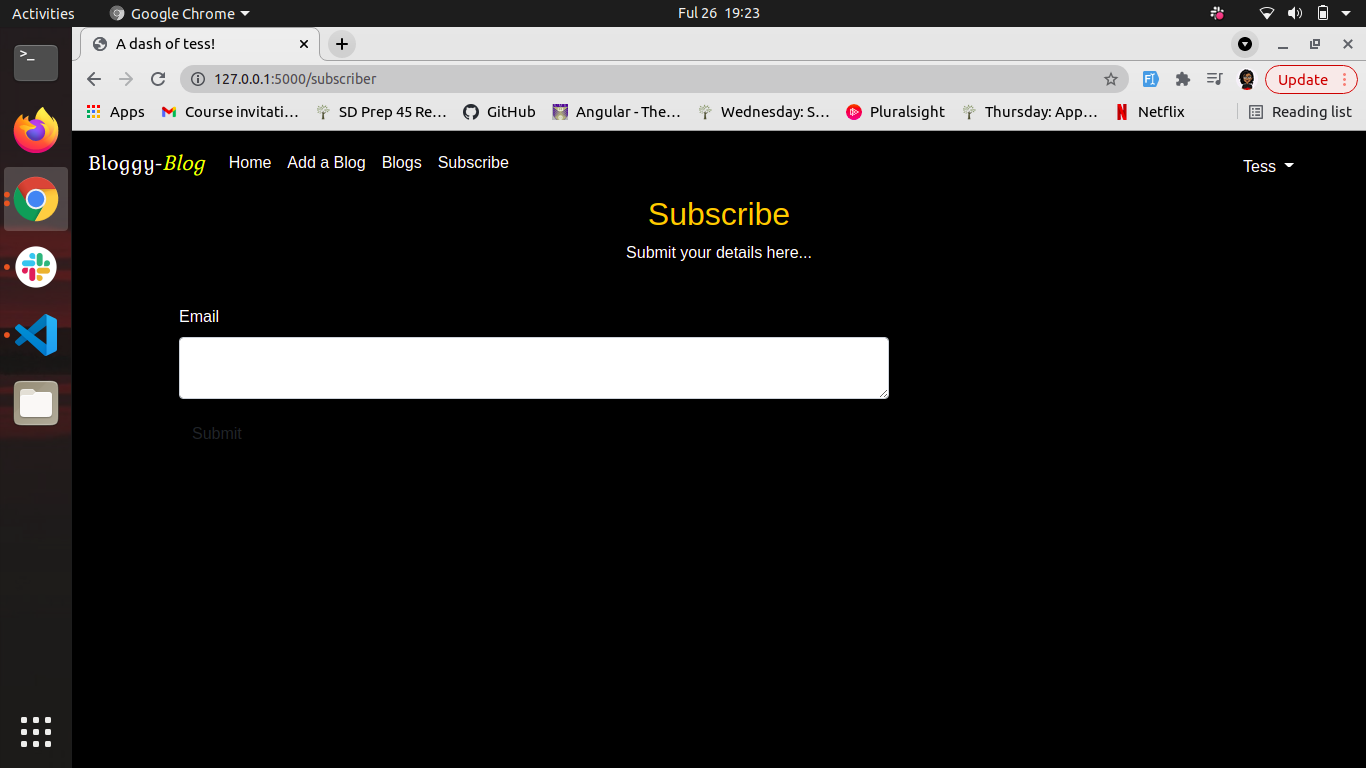 Activities Google Chrome Ful 26 19:23
>_
A dash of tess!
127.0.0.1:5000/subscriber Update
Apps Course invitati… SD Prep 45 Re… GitHub Angular - The… Wednesday: S… Pluralsight Thursday: App… Netflix Reading list
Bloggy-Blog Home Add a Blog Blogs Subscribe Tess
Subscribe
Submit your details here...
Email
Submit